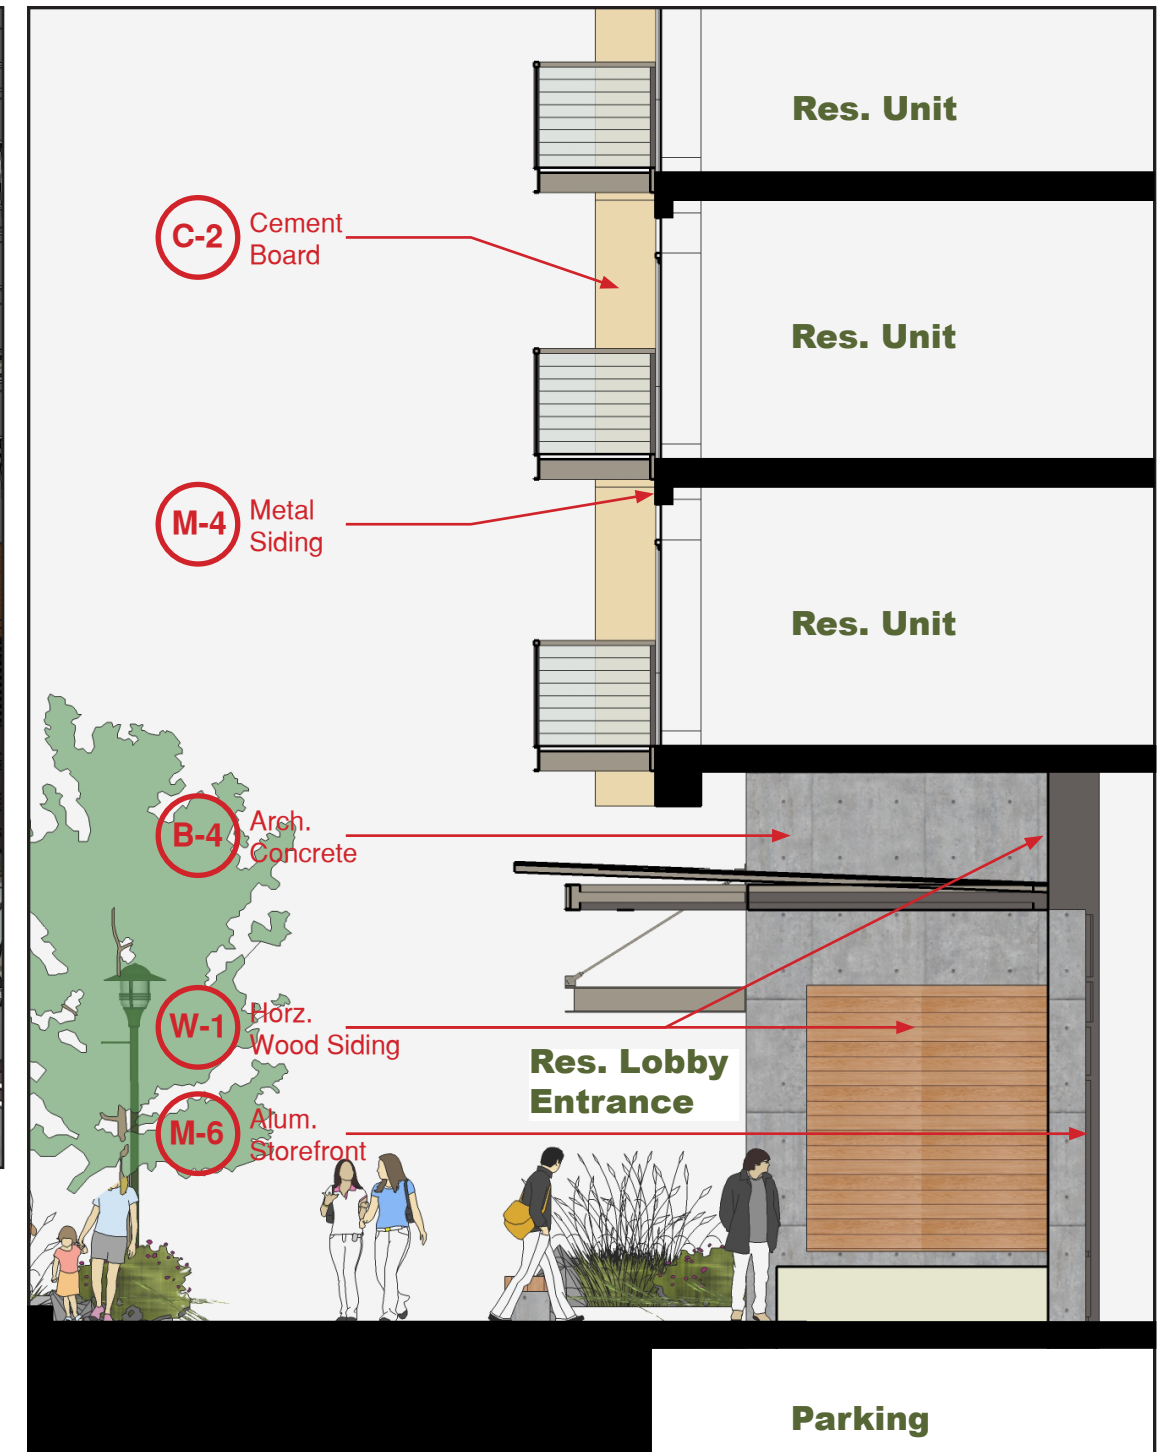 Res. Unit
C-2
Cement
Board
Res. Unit
M-4
Metal
Siding
Res. Unit
B-4
Arch.
Concrete
W-1
Horz.
Wood Siding
Res. Lobby
Entrance
M-6
Alum.
Storefront
Parking